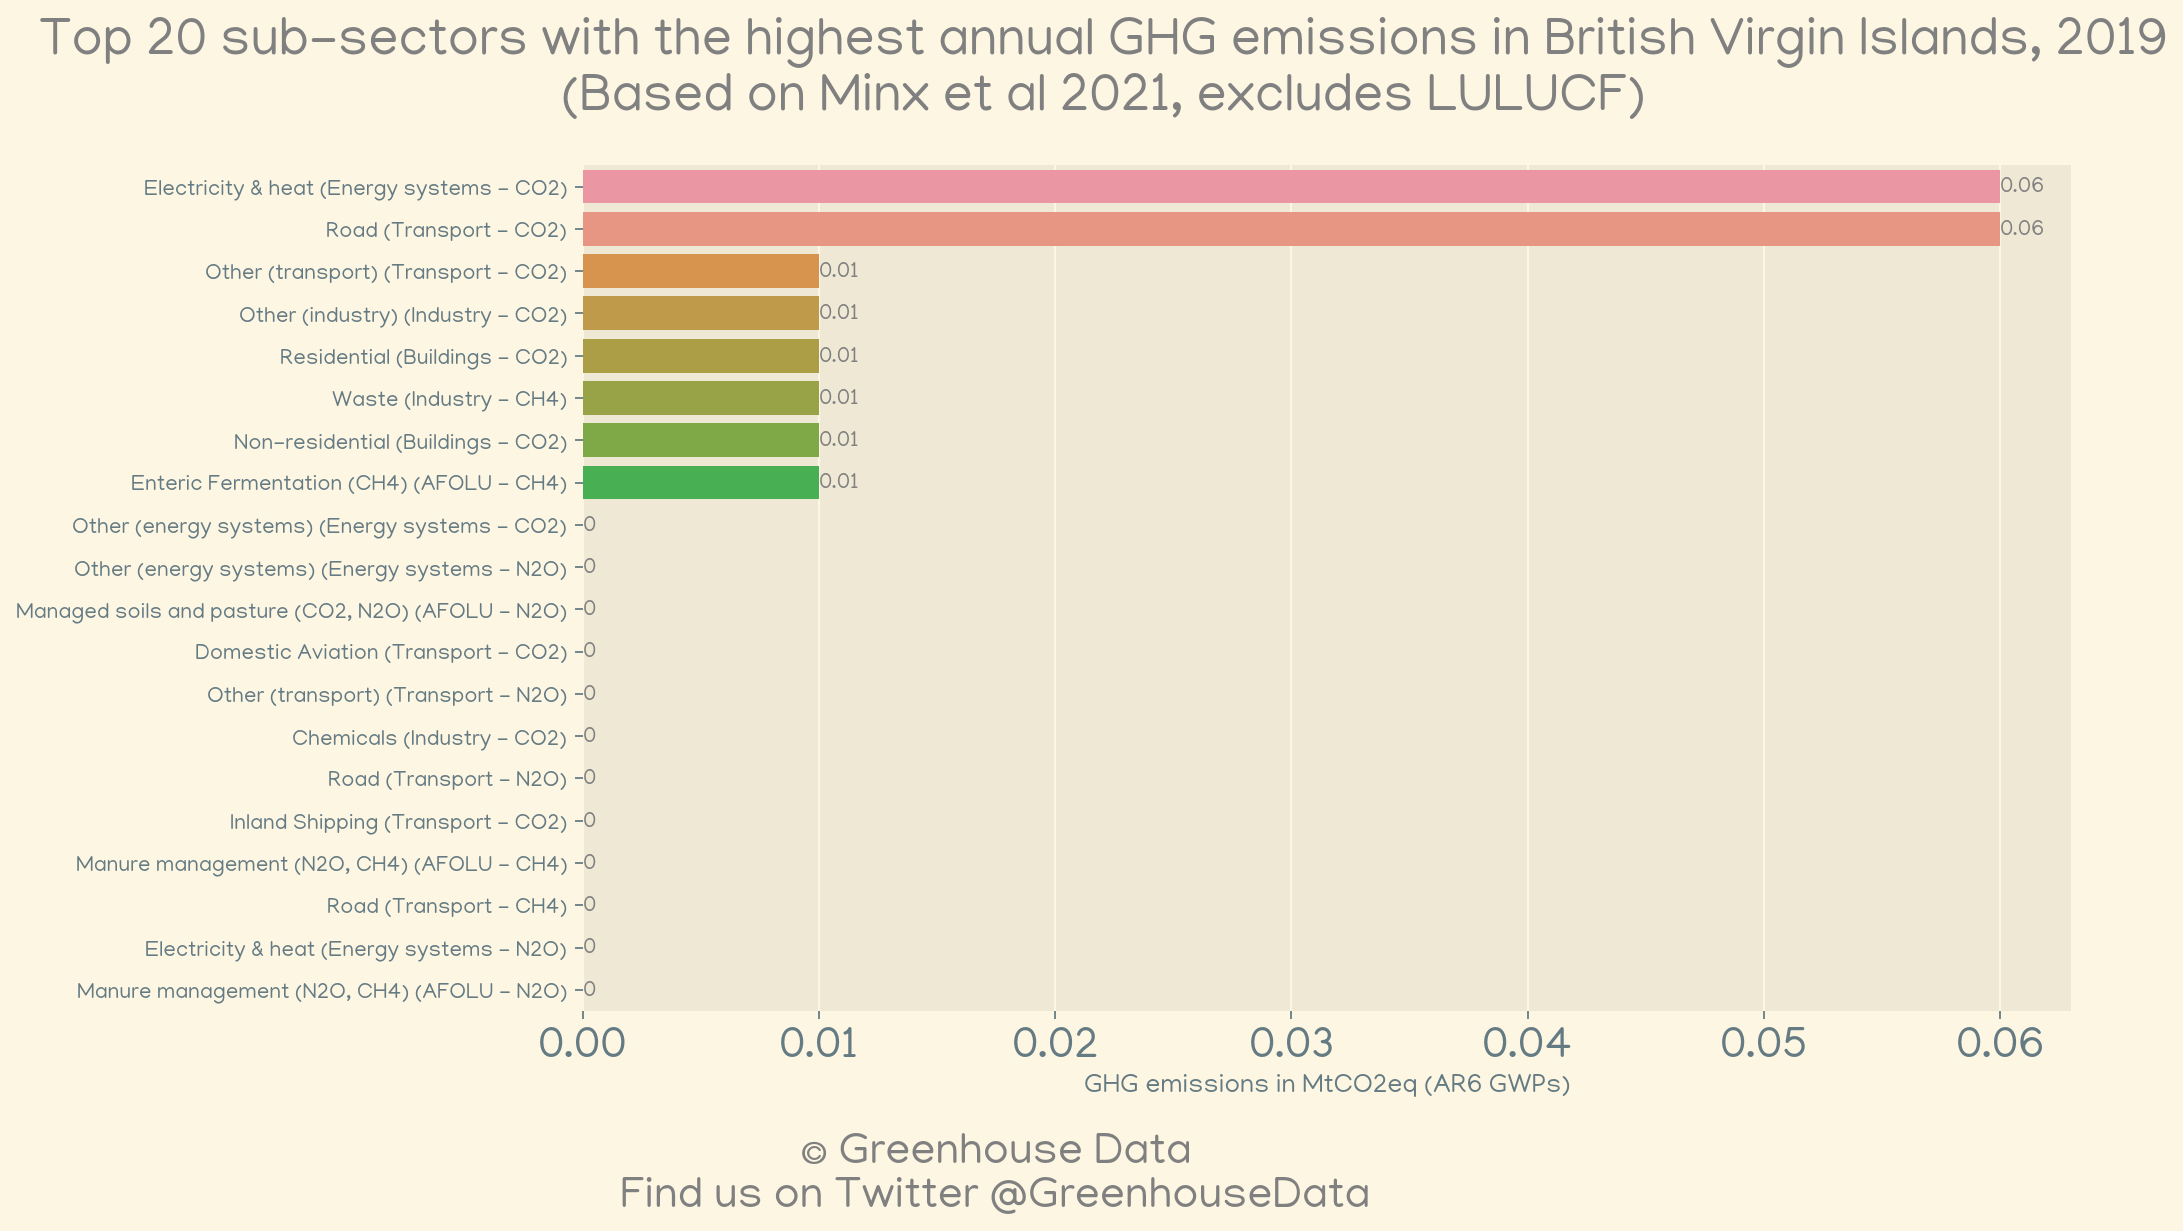 Top 20 sub-sectors with the highest annual GHG emissions in British Virgin Islands, 2019
(Based on Minx et al 2021, excludes LULUCF)
Electricity & heat (Energy systems - CO2) 0.06
Road (Transport - CO2) 0.06
Other (transport) (Transport - CO2) 0.01
Other (industry) (Industry - CO2) 0.01
Residential (Buildings - CO2) 0.01
Waste (Industry - CH4) 0.01
Non-residential (Buildings - CO2) 0.01
Enteric Fermentation (CH4) (AFOLU - CH4) 0.01
Other (energy systems) (Energy systems - CO2) 0
Other (energy systems) (Energy systems - N2O) 0
Managed soils and pasture (CO2, N2O) (AFOLU - N2O) 0
Domestic Aviation (Transport - CO2) 0
Other (transport) (Transport - N2O) 0
Chemicals (Industry - CO2) 0
Road (Transport - N2O) 0
Inland Shipping (Transport - CO2) 0
Manure management (N2O, CH4) (AFOLU - CH4) 0
Road (Transport - CH4) 0
Electricity & heat (Energy systems - N2O) 0
Manure management (N2O, CH4) (AFOLU - N2O) 0
0.00 0.01 0.02 0.03 0.04 0.05 0.06
GHG emissions in MtCO2eq (AR6 GWPs)
© Greenhouse Data
Find us on Twitter @GreenhouseData